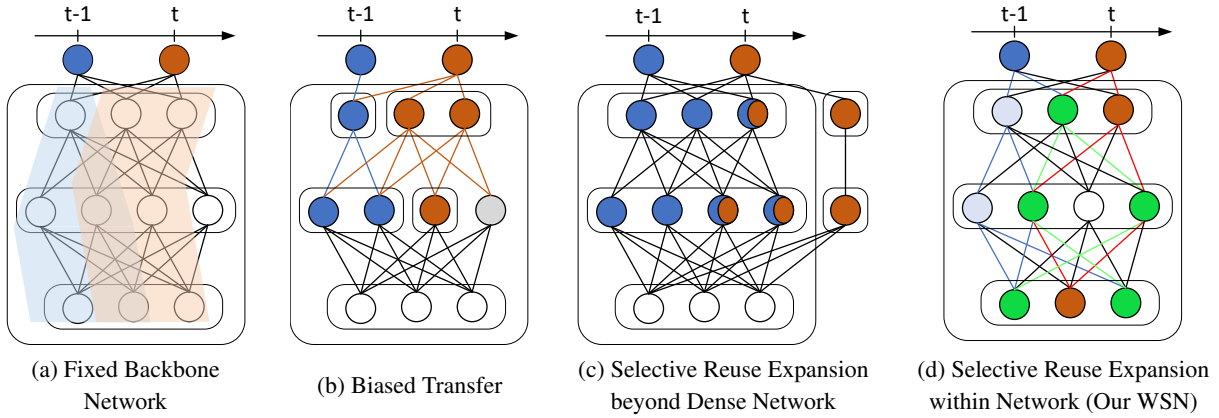 t-1 t
t-1 t
t-1 t
t-1 t
(a) Fixed Backbone
Network
(b) Biased Transfer
(c) Selective Reuse Expansion
beyond Dense Network
(d) Selective Reuse Expansion
within Network (Our WSN)